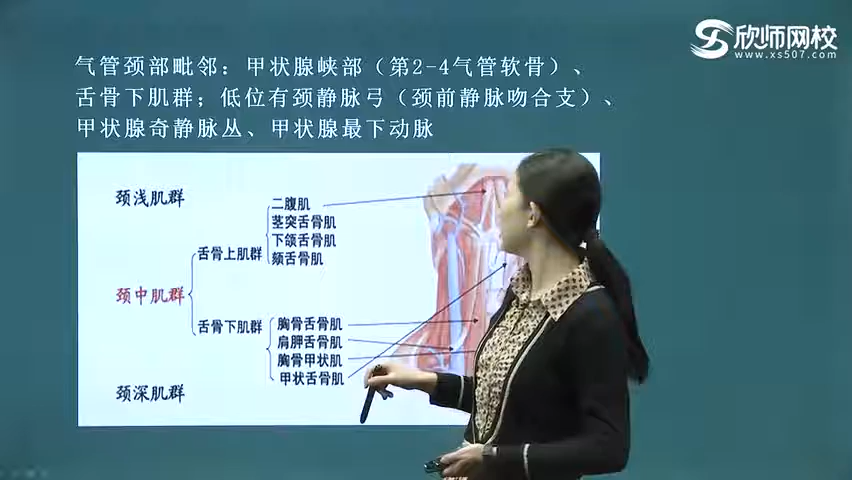 欣师网校
www.xs507.com
气管颈部毗邻：甲状腺峡部（第2-4气管软骨）、
舌骨下肌群；低位有颈静脉弓（颈前静脉吻合支）、
甲状腺奇静脉丛、甲状腺最下动脉
颈浅肌群
颈中肌群
颈深肌群
舌骨上肌群
二腹肌
茎突舌骨肌
下颌舌骨肌
颏舌骨肌
舌骨下肌群
胸骨舌骨肌
肩胛舌骨肌
胸骨甲状肌
甲状舌骨肌